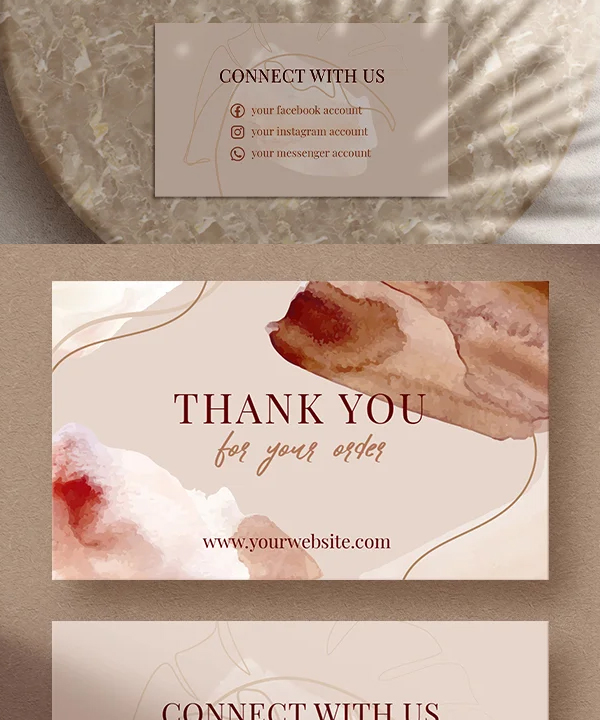 CONNECT WITH US
your facebook account
your instagram account
your messenger account
THANK YOU
for your order
www.yourwebsite.com
CONNECT WITH US